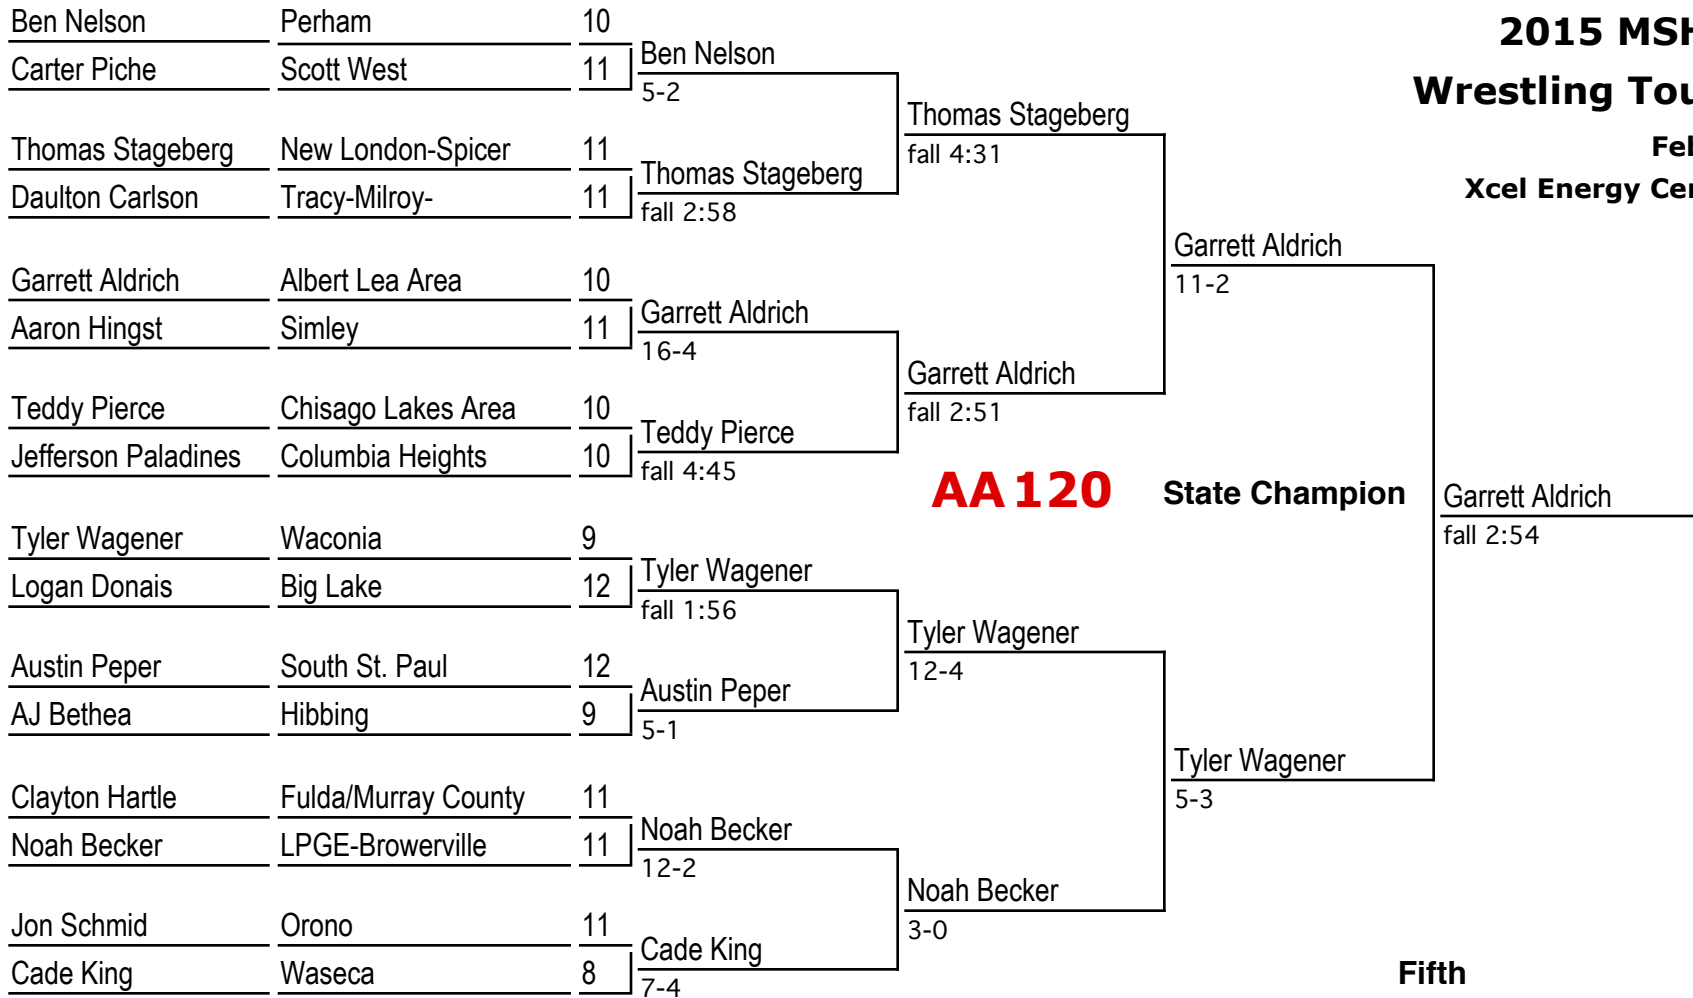 Ben Nelson Perham 10
Carter Piche Scott West 11
Thomas Stageberg New London-Spicer 11
Daulton Carlson Tracy-Milroy- 11
Garrett Aldrich Albert Lea Area 10
Aaron Hingst Simley 11
Teddy Pierce Chisago Lakes Area 10
Jefferson Paladines Columbia Heights 10
Tyler Wagener Waconia 9
Logan Donais Big Lake 12
Austin Peper South St. Paul 12
AJ Bethea Hibbing 9
Clayton Hartle Fulda/Murray County 11
Noah Becker LPGE-Browerville 11
Jon Schmid Orono 11
Cade King Waseca 8
Ben Nelson
5-2
Thomas Stageberg
fall 2:58
Garrett Aldrich
16-4
Teddy Pierce
fall 4:45
Tyler Wagener
fall 1:56
Austin Peper
5-1
Noah Becker
12-2
Cade King
7-4
Thomas Stageberg
fall 4:31
Garrett Aldrich
fall 2:51
Tyler Wagener
12-4
Noah Becker
3-0
Garrett Aldrich
11-2
Tyler Wagener
5-3
AA 120 State Champion
Garrett Aldrich
fall 2:54
2015 MSH
Wrestling Tou
Feb
Xcel Energy Cen
Fifth